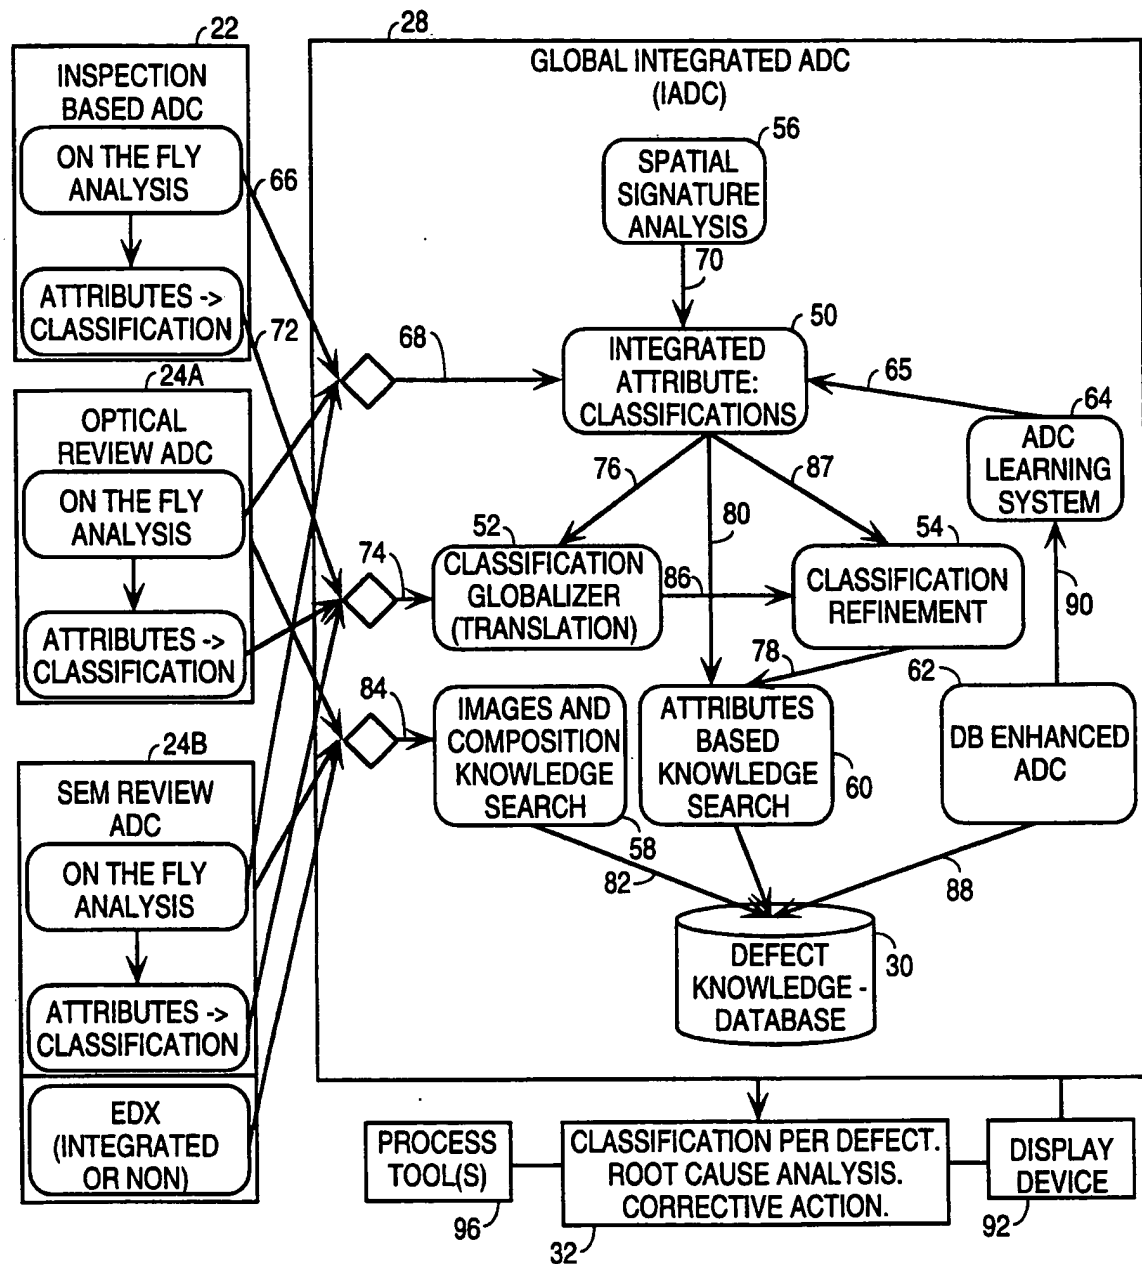 22
INSPECTION
BASED ADC
ON THE FLY
ANALYSIS
ATTRIBUTES ->
CLASSIFICATION
66
72
24A
OPTICAL
REVIEW ADC
ON THE FLY
ANALYSIS
ATTRIBUTES ->
CLASSIFICATION
24B
SEM REVIEW
ADC
ON THE FLY
ANALYSIS
ATTRIBUTES ->
CLASSIFICATION
EDX
(INTEGRATED
OR NON)
28
GLOBAL INTEGRATED ADC
(IADC)
56
SPATIAL
SIGNATURE
ANALYSIS
70
68
50
INTEGRATED
ATTRIBUTE:
CLASSIFICATIONS
65
64
ADC
LEARNING
SYSTEM
76
80
87
74
52
CLASSIFICATION
GLOBALIZER
(TRANSLATION)
86
54
CLASSIFICATION
REFINEMENT
90
78
62
84
IMAGES AND
COMPOSITION
KNOWLEDGE
SEARCH
58
ATTRIBUTES
BASED
KNOWLEDGE
SEARCH
60
DB ENHANCED
ADC
82
88
DEFECT
KNOWLEDGE -
DATABASE
30
PROCESS
TOOL(S)
96
CLASSIFICATION PER DEFECT.
ROOT CAUSE ANALYSIS.
CORRECTIVE ACTION.
32
DISPLAY
DEVICE
92